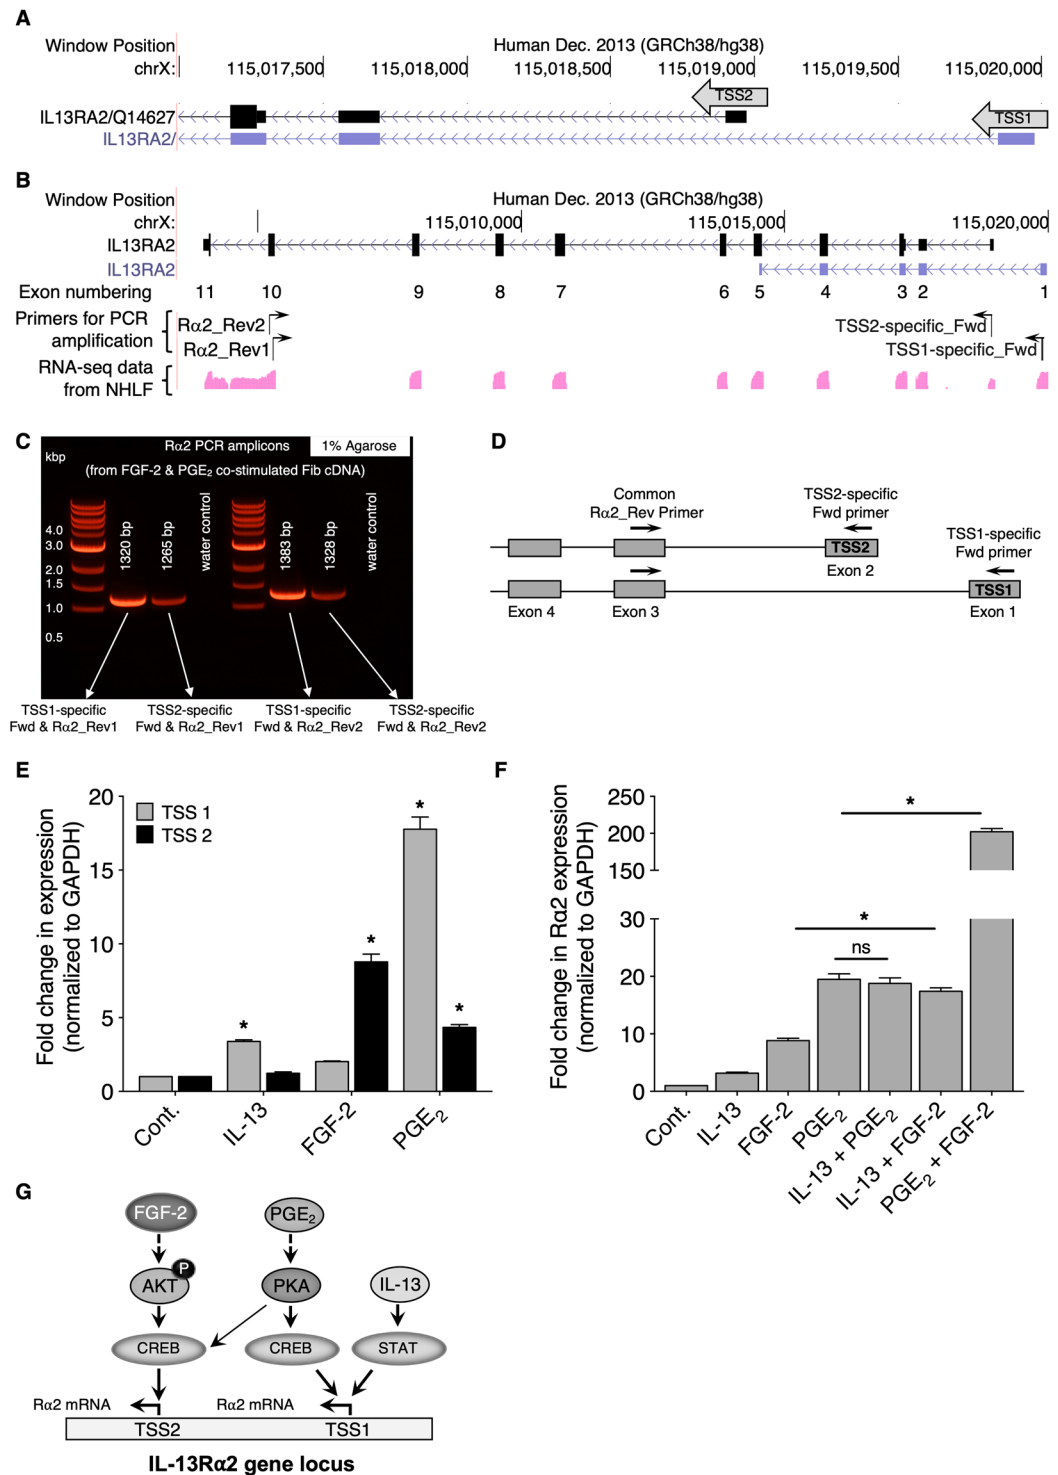 A
Window Position Human Dec. 2013 (GRCh38/hg38)
chrX: 115,017,500 115,018,000 115,018,500 115,019,000 115,019,500 115,020,000
TSS2
IL13RA2/Q14627 TSS1
IL13RA2/
B
Window Position Human Dec. 2013 (GRCh38/hg38)
chrX: 115,010,000 115,015,000 115,020,000
IL13RA2
IL13RA2
Exon numbering 11 10 9 8 7 6 5 4 3 2 1
Primers for PCR
amplification
Rα2_Rev2 TSS2-specific_Fwd
Rα2_Rev1 TSS1-specific_Fwd
RNA-seq data
from NHLF
C
Rα2 PCR amplicons 1% Agarose
kbp
(from FGF-2 & PGE₂ co-stimulated Fib cDNA)
4.0
3.0
2.0
1.5
1.0
0.5
1320 bp
1265 bp
water control
1383 bp
1328 bp
water control
TSS1-specific
Fwd & Rα2_Rev1
TSS2-specific
Fwd & Rα2_Rev1
TSS1-specific
Fwd & Rα2_Rev2
TSS2-specific
Fwd & Rα2_Rev2
D
Common
Rα2_Rev Primer
TSS2-specific
Fwd primer
TSS1-specific
Fwd primer
TSS2
Exon 2
TSS1
Exon 4 Exon 3 Exon 1
E
Fold change in expression
(normalized to GAPDH)
20
15
10
5
0
TSS 1
TSS 2
*
*
*
*
Cont. IL-13 FGF-2 PGE₂
F
Fold change in Rα2 expression
(normalized to GAPDH)
250
200
150
30
20
10
0
*
*
ns
Cont.
IL-13
FGF-2
PGE₂
IL-13 + PGE₂
IL-13 + FGF-2
PGE₂ + FGF-2
G
FGF-2 PGE₂
P
AKT PKA IL-13
CREB CREB STAT
Rα2 mRNA Rα2 mRNA
TSS2 TSS1
IL-13Rα2 gene locus